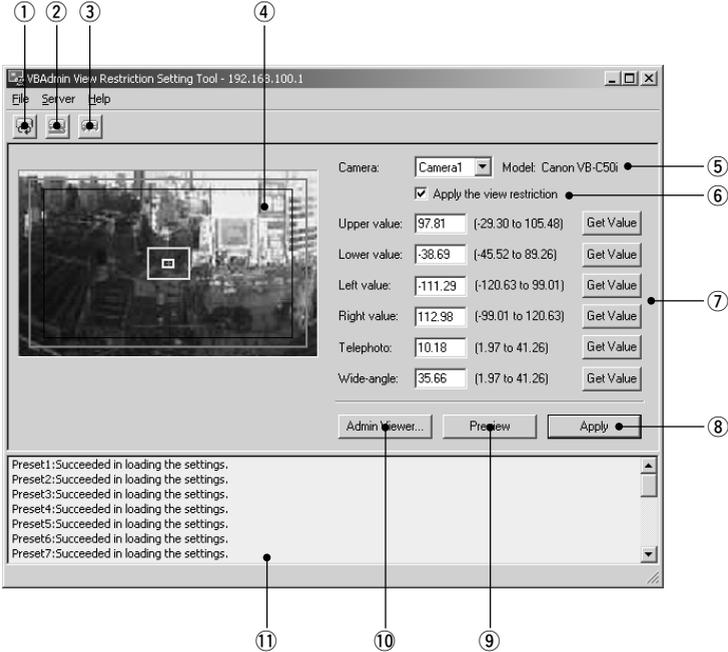 ① ② ③ ④
VBAdmin View Restriction Setting Tool - 192.168.100.1
File Server Help
Camera: Camera1 Model: Canon VB-C50i ⑤
Apply the view restriction ⑥
Upper value: 97.81 (-29.30 to 105.48) Get Value
Lower value: -38.69 (-45.52 to 89.26) Get Value
Left value: -111.29 (-120.63 to 99.01) Get Value
⑦
Right value: 112.98 (-99.01 to 120.63) Get Value
Telephoto: 10.18 (1.97 to 41.26) Get Value
Wide-angle: 35.66 (1.97 to 41.26) Get Value
Admin Viewer... Preview Apply ⑧
Preset1:Succeeded in loading the settings.
Preset2:Succeeded in loading the settings.
Preset3:Succeeded in loading the settings.
Preset4:Succeeded in loading the settings.
Preset5:Succeeded in loading the settings.
Preset6:Succeeded in loading the settings.
Preset7:Succeeded in loading the settings.
⑪ ⑩ ⑨